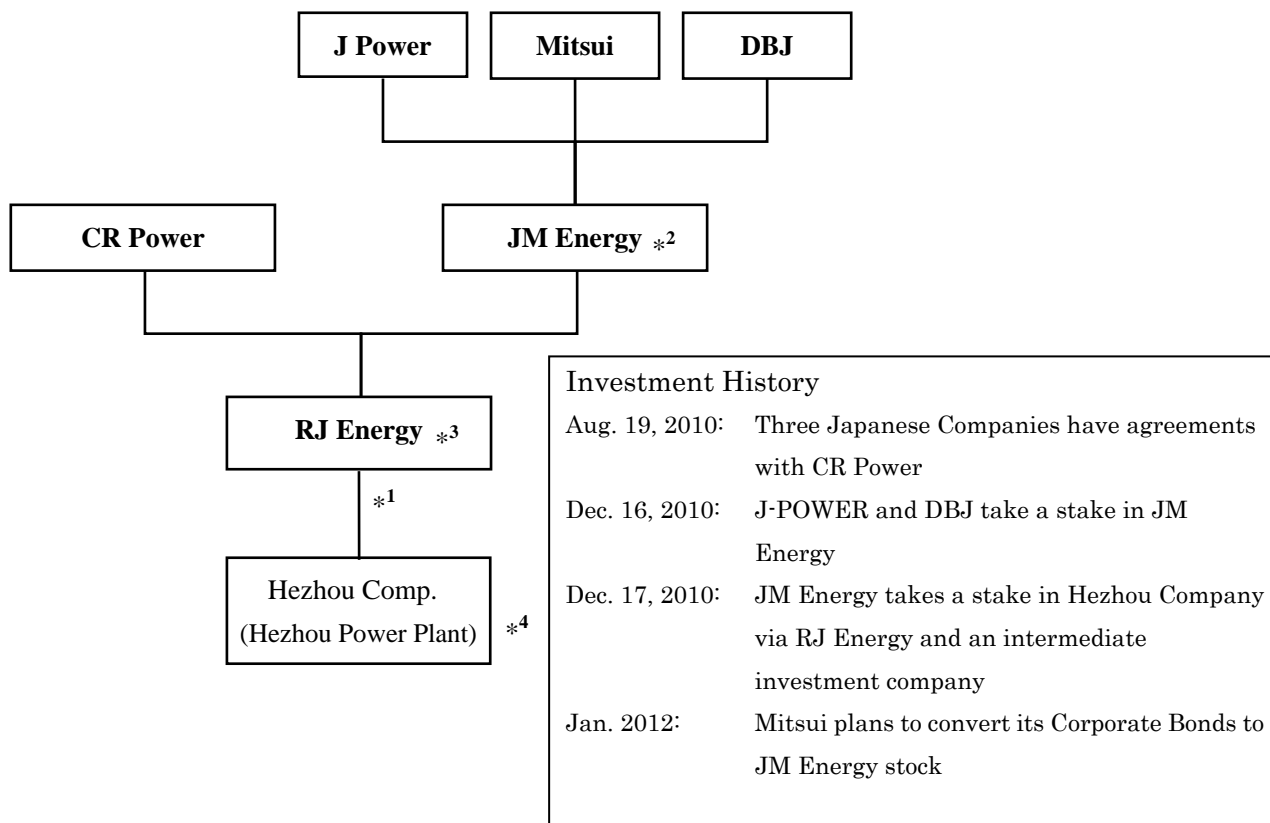 J Power
Mitsui
DBJ
CR Power
JM Energy *2
RJ Energy *3
*1
Hezhou Comp.
(Hezhou Power Plant) *4
Investment History
Aug. 19, 2010: Three Japanese Companies have agreements
with CR Power
Dec. 16, 2010: J-POWER and DBJ take a stake in JM
Energy
Dec. 17, 2010: JM Energy takes a stake in Hezhou Company
via RJ Energy and an intermediate
investment company
Jan. 2012: Mitsui plans to convert its Corporate Bonds to
JM Energy stock